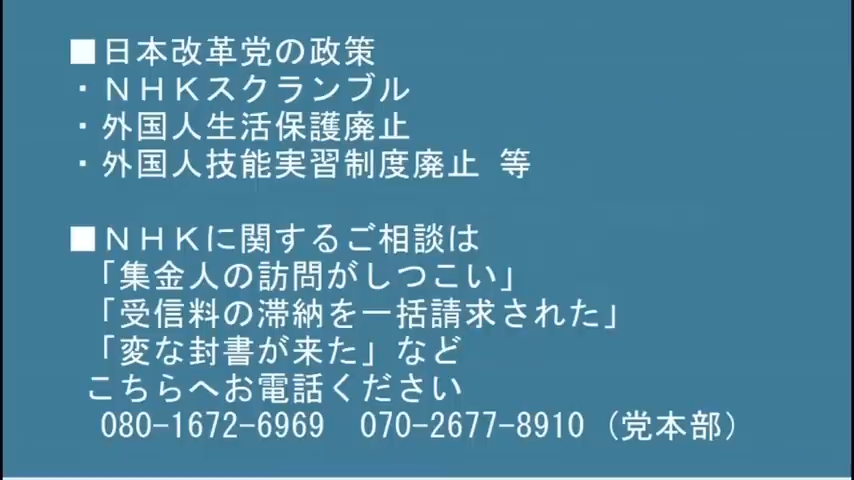 ■日本改革党の政策
・ＮＨＫスクランブル
・外国人生活保護廃止
・外国人技能実習制度廃止 等
■ＮＨＫに関するご相談は
「集金人の訪問がしつこい」
「受信料の滞納を一括請求された」
「変な封書が来た」など
こちらへお電話ください
080-1672-6969　070-2677-8910（党本部）